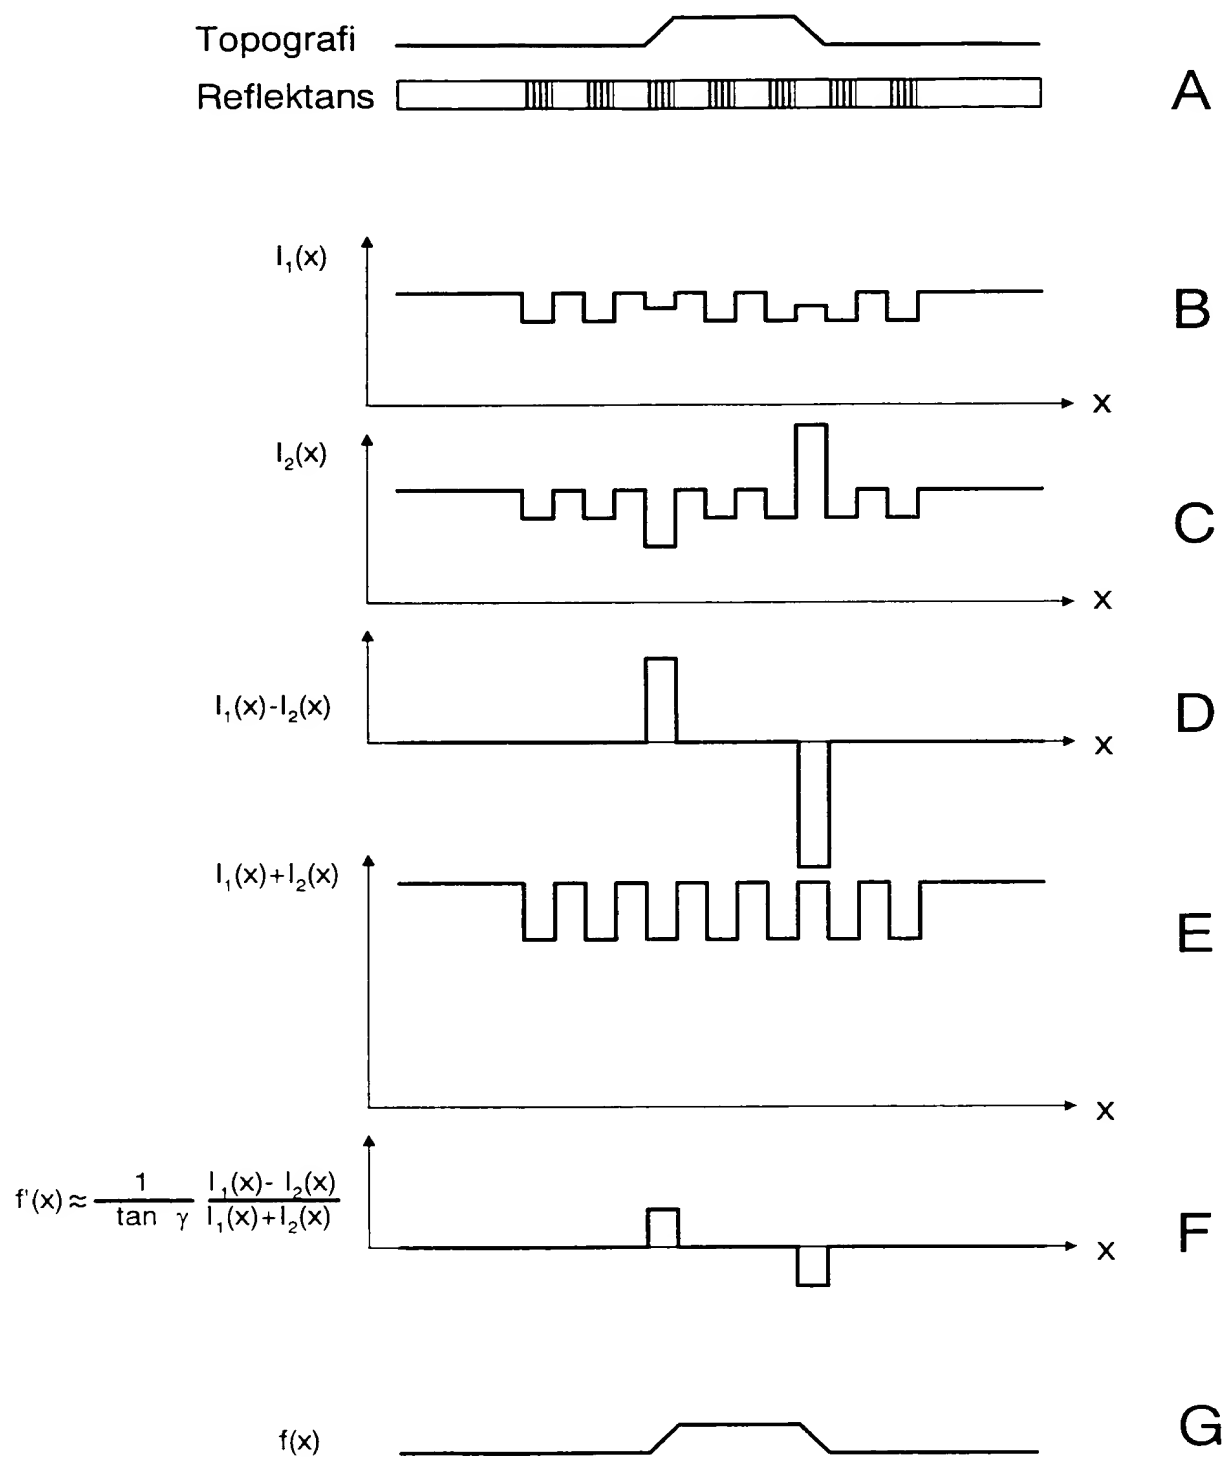 Topografi
Reflektans
A
I₁(x)
B
x
I₂(x)
C
x
I₁(x)-I₂(x)
D
x
I₁(x)+I₂(x)
E
x
f'(x) ≈ 1 / tan γ I₁(x)- I₂(x) / I₁(x)+I₂(x)
F
x
f(x)
G